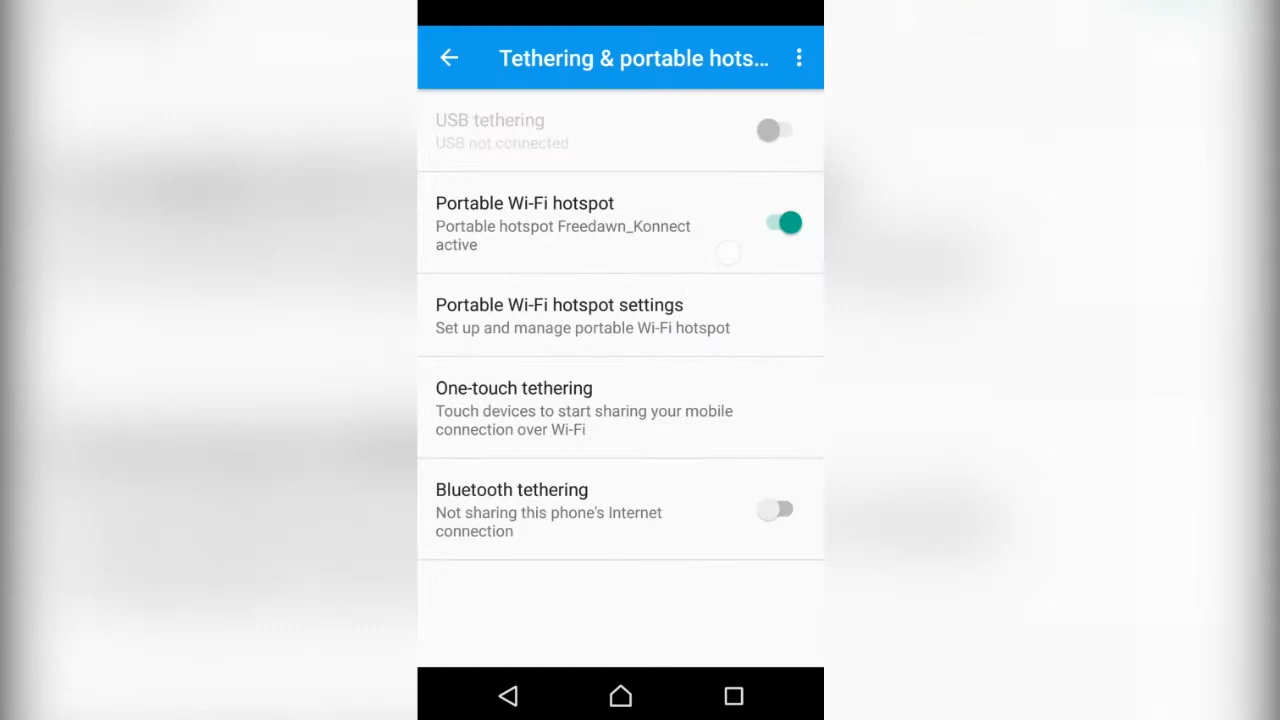 Tethering & portable hots...
USB tethering
USB not connected
Portable Wi-Fi hotspot
Portable hotspot Freedawn_Konnect
active
Portable Wi-Fi hotspot settings
Set up and manage portable Wi-Fi hotspot
One-touch tethering
Touch devices to start sharing your mobile
connection over Wi-Fi
Bluetooth tethering
Not sharing this phone's Internet
connection